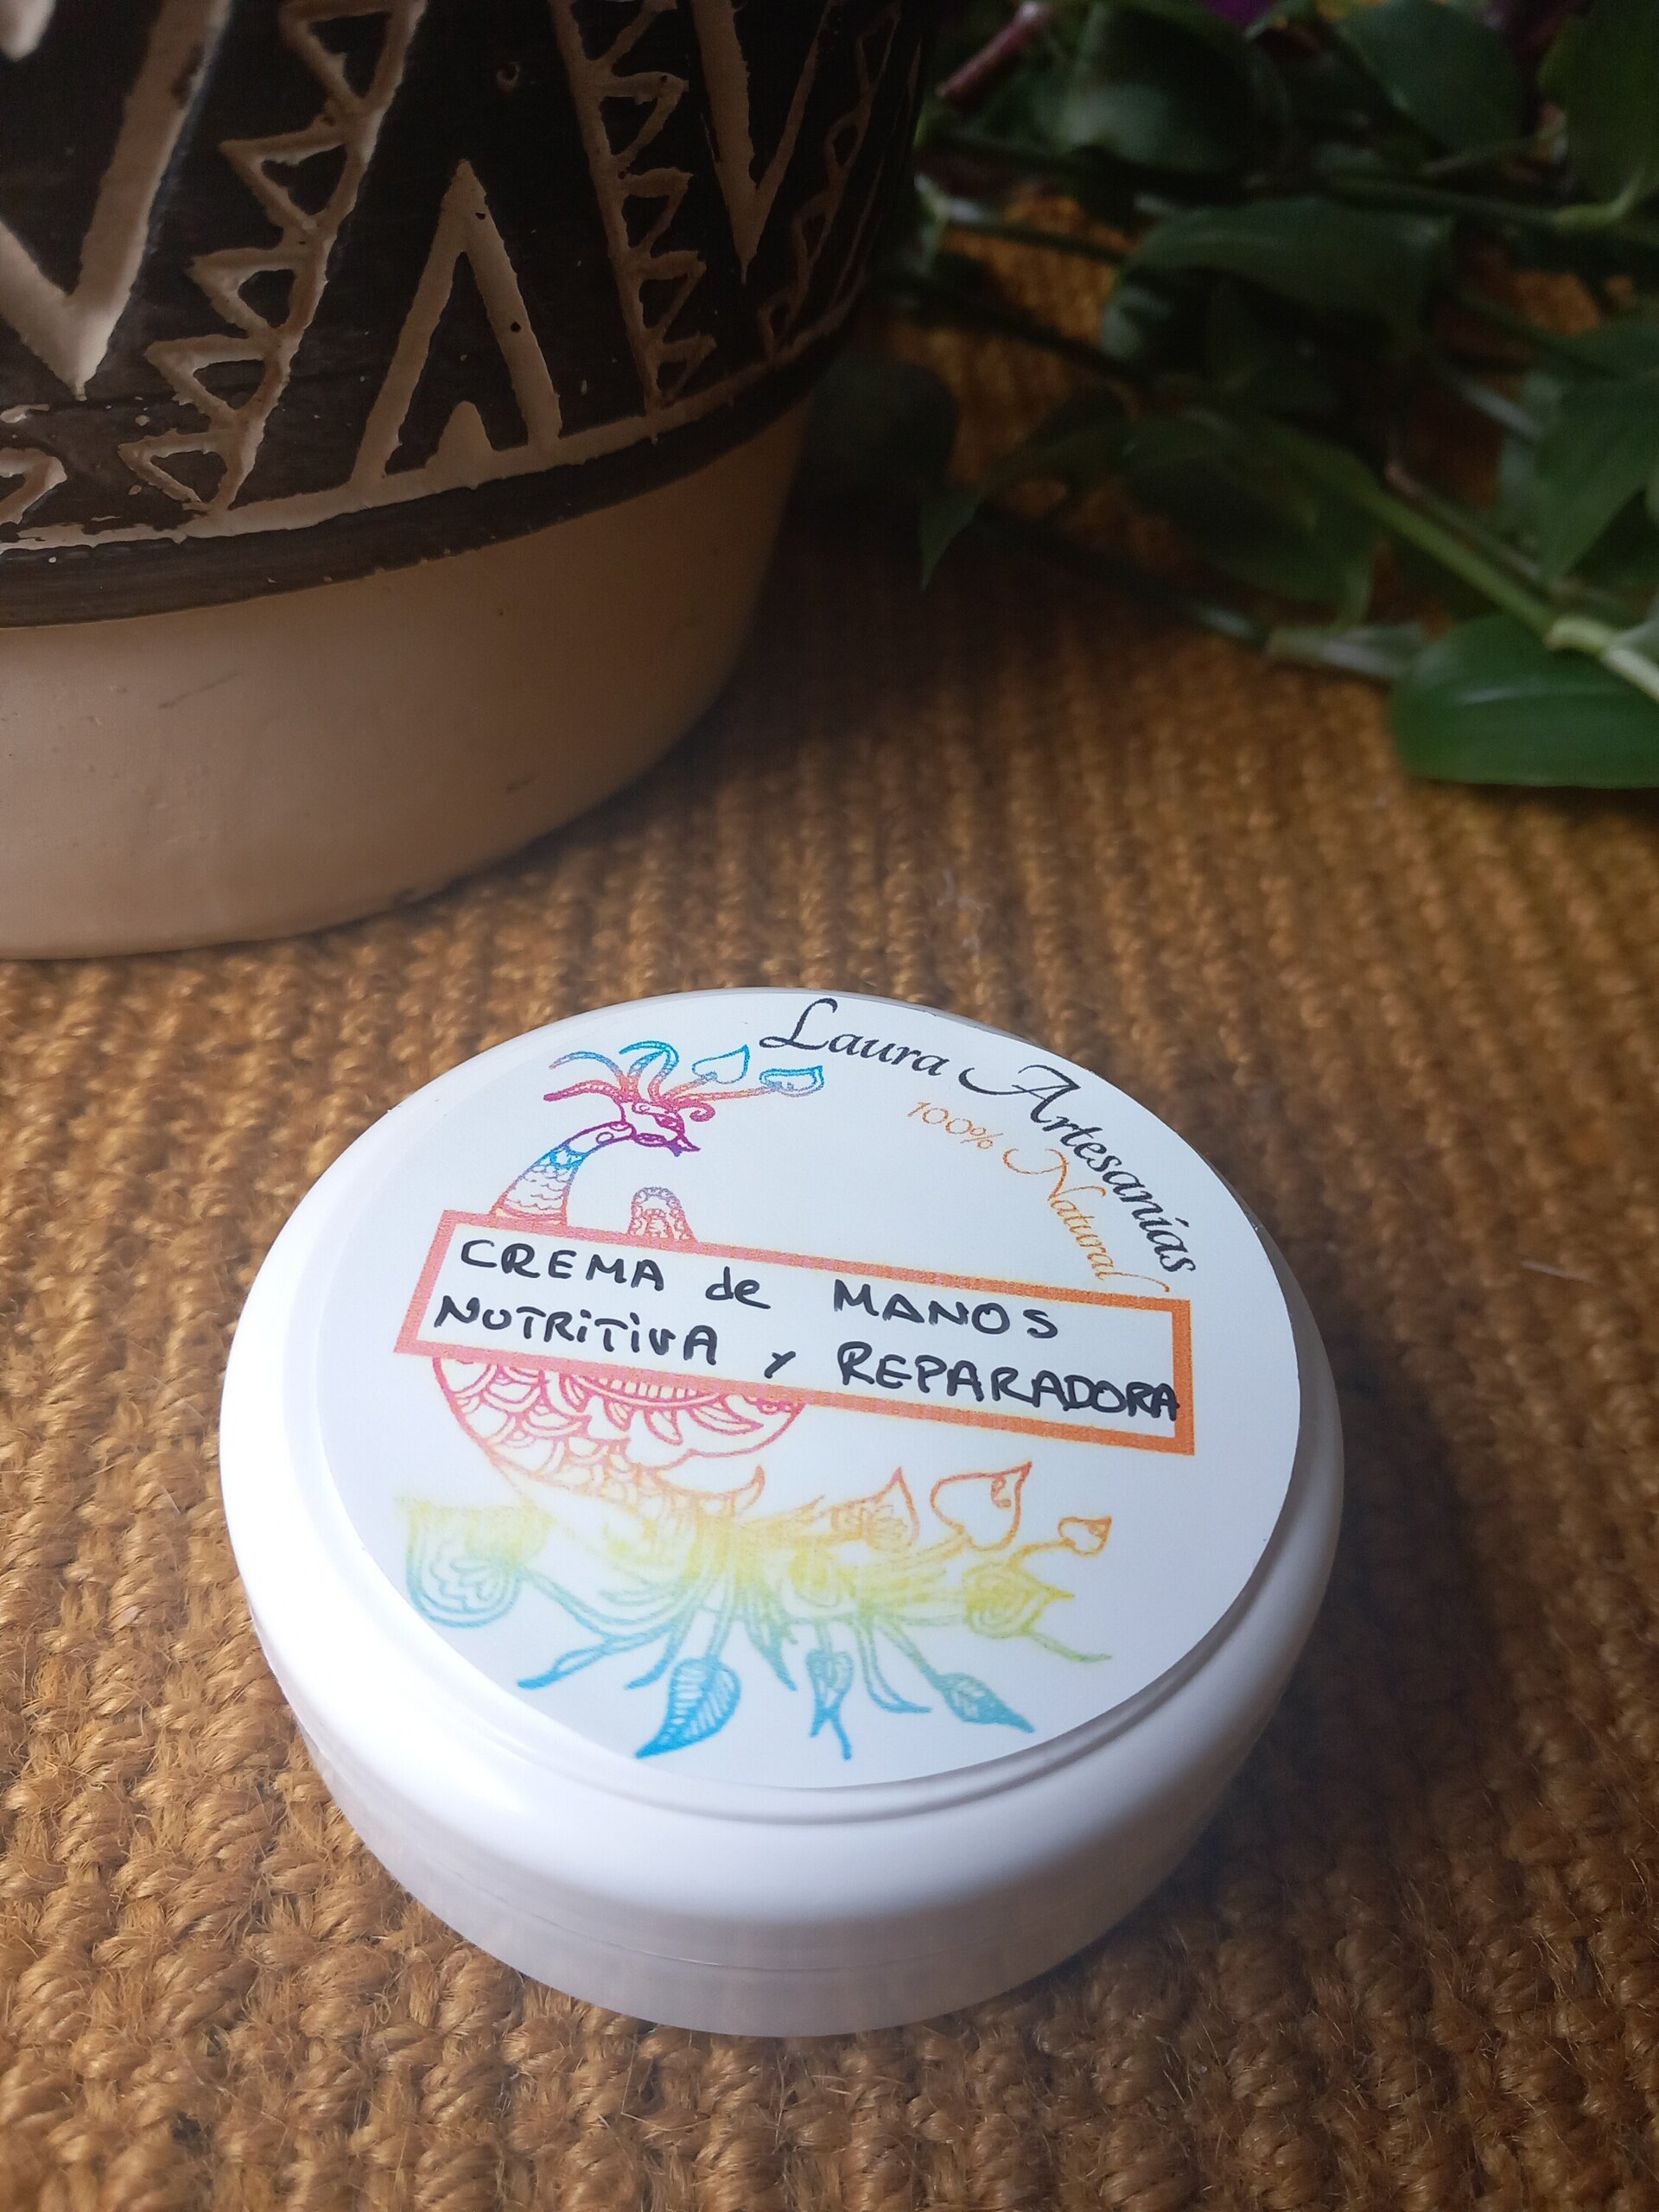 Laura Artesanías
100% Natural
CREMA de MANOS
NUTRITIVA y REPARADORA